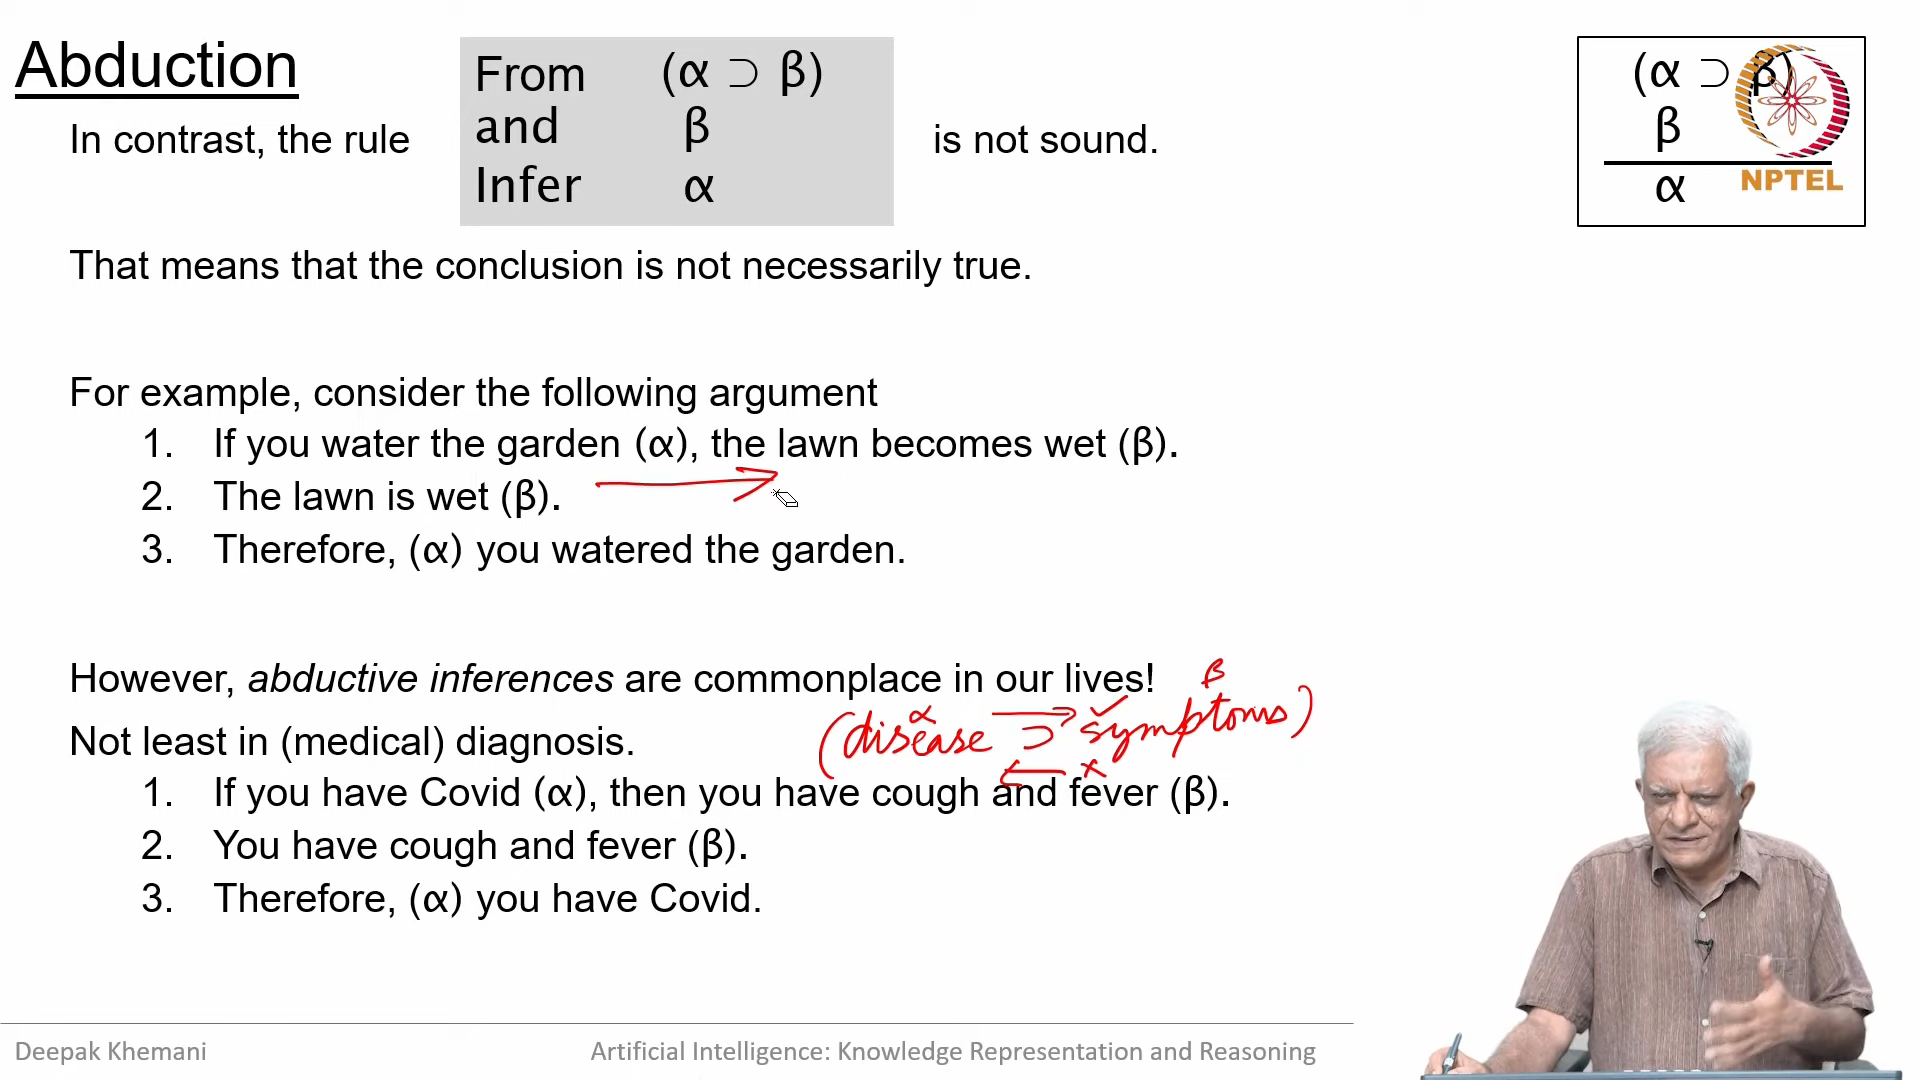 Abduction
From (α ⊃ β)
and β
Infer α
In contrast, the rule
is not sound.
(α ⊃ β)
β
α
NPTEL
That means that the conclusion is not necessarily true.
For example, consider the following argument
1. If you water the garden (α), the lawn becomes wet (β).
2. The lawn is wet (β).
3. Therefore, (α) you watered the garden.
However, abductive inferences are commonplace in our lives!
β
α
Not least in (medical) diagnosis.
(disease ⊃ symptoms)
1. If you have Covid (α), then you have cough and fever (β).
2. You have cough and fever (β).
3. Therefore, (α) you have Covid.
Deepak Khemani
Artificial Intelligence: Knowledge Representation and Reasoning